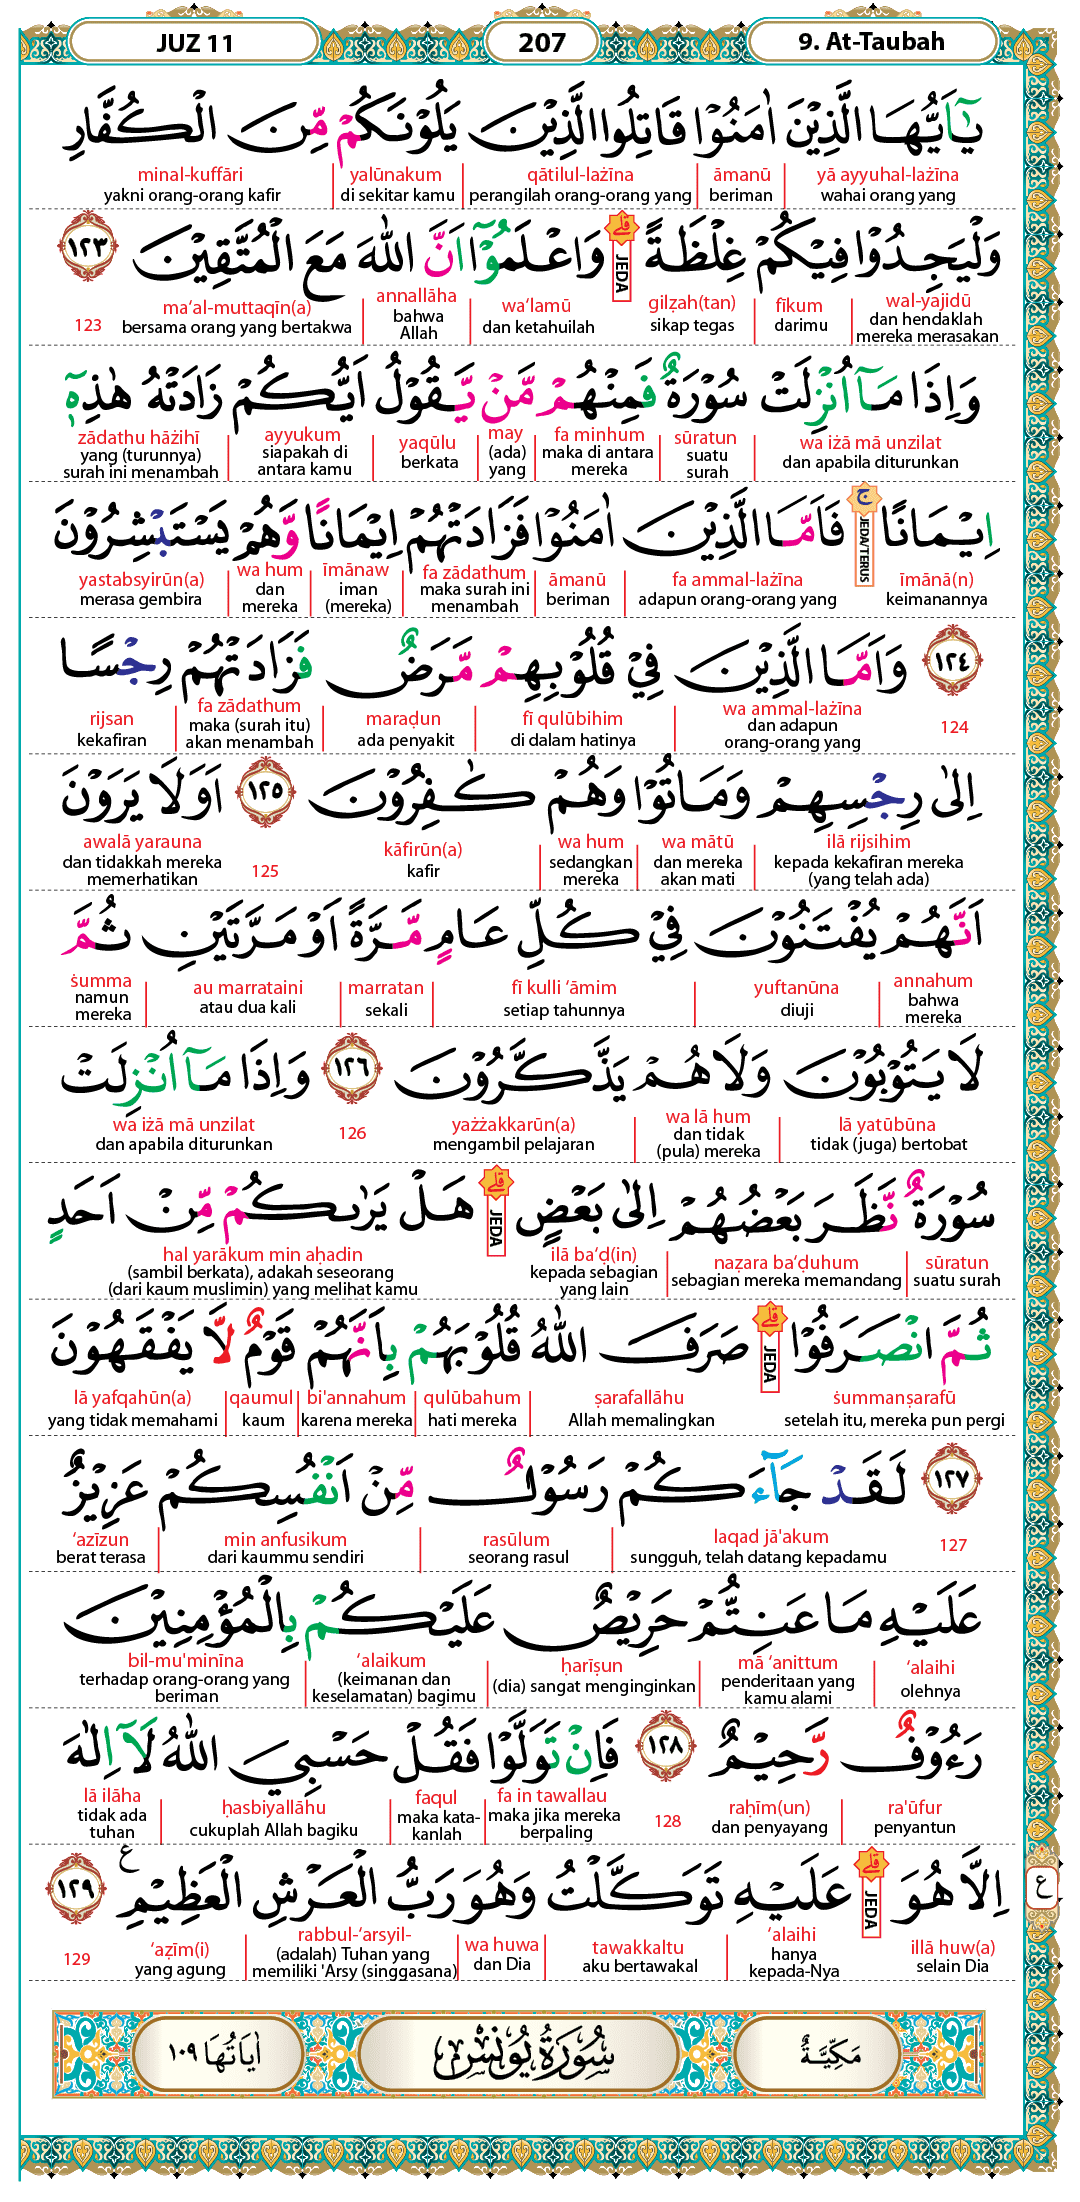 JUZ 11 207 9. At-Taubah
يٰٓاَيُّهَا الَّذِيْنَ اٰمَنُوْا قَاتِلُوا الَّذِيْنَ يَلُوْنَكُمْ مِّنَ الْكُفَّارِ
yā ayyuhal-lażīna āmanū qātilul-lażīna yalūnakum minal-kuffāri
wahai orang yang beriman perangilah orang-orang yang di sekitar kamu yakni orang-orang kafir
وَلْيَجِدُوْا فِيْكُمْ غِلْظَةًۗ وَاعْلَمُوْٓا اَنَّ اللّٰهَ مَعَ الْمُتَّقِيْنَ ١٢٣
JEDA
wal-yajidū fīkum gilẓah(tan) wa‘lamū annallāha ma‘al-muttaqīn(a)
dan hendaklah mereka merasakan darimu sikap tegas dan ketahuilah bahwa Allah bersama orang yang bertakwa 123
وَاِذَا مَآ اُنْزِلَتْ سُوْرَةٌ فَمِنْهُمْ مَّنْ يَّقُوْلُ اَيُّكُمْ زَادَتْهُ هٰذِهٖٓ
wa iżā mā unzilat sūratun fa minhum may yaqūlu ayyukum zādathu hāżihī
dan apabila diturunkan suatu surah maka di antara mereka (ada) yang berkata siapakah di antara kamu yang (turunnya) surah ini menambah
اِيْمَانًاۚ فَاَمَّا الَّذِيْنَ اٰمَنُوْا فَزَادَتْهُمْ اِيْمَانًا وَّهُمْ يَسْتَبْشِرُوْنَ
JEDA/TERUS
īmānā(n) fa ammal-lażīna āmanū fa zādathum īmānaw wa hum yastabsyirūn(a)
keimanannya adapun orang-orang yang beriman maka surah ini menambah iman (mereka) dan mereka merasa gembira
١٢٤ وَاَمَّا الَّذِيْنَ فِيْ قُلُوْبِهِمْ مَّرَضٌ فَزَادَتْهُمْ رِجْسًا
wa ammal-lażīna fī qulūbihim maraḍun fa zādathum rijsan
124 dan adapun orang-orang yang di dalam hatinya ada penyakit maka (surah itu) akan menambah kekafiran
اِلٰى رِجْسِهِمْ وَمَاتُوْا وَهُمْ كٰفِرُوْنَ ١٢٥ اَوَلَا يَرَوْنَ
ilā rijsihim wa mātū wa hum kāfirūn(a) awalā yarauna
kepada kekafiran mereka (yang telah ada) dan mereka akan mati sedangkan mereka kafir 125 dan tidakkah mereka memerhatikan
اَنَّهُمْ يُفْتَنُوْنَ فِيْ كُلِّ عَامٍ مَّرَّةً اَوْ مَرَّتَيْنِ ثُمَّ
annahum yuftanūna fī kulli ‘āmim marratan au marrataini ṡumma
bahwa mereka diuji setiap tahunnya sekali atau dua kali namun mereka
لَا يَتُوْبُوْنَ وَلَا هُمْ يَذَّكَّرُوْنَ ١٢٦ وَاِذَا مَآ اُنْزِلَتْ
lā yatūbūna wa lā hum yażżakkarūn(a) wa iżā mā unzilat
tidak (juga) bertobat dan tidak (pula) mereka mengambil pelajaran 126 dan apabila diturunkan
سُوْرَةٌ نَّظَرَ بَعْضُهُمْ اِلٰى بَعْضٍۗ هَلْ يَرٰىكُمْ مِّنْ اَحَدٍ
JEDA
sūratun naẓara ba‘ḍuhum ilā ba‘ḍ(in) hal yarākum min aḥadin
suatu surah sebagian mereka memandang kepada sebagian yang lain (sambil berkata), adakah seseorang (dari kaum muslimin) yang melihat kamu
ثُمَّ انْصَرَفُوْاۗ صَرَفَ اللّٰهُ قُلُوْبَهُمْ بِاَنَّهُمْ قَوْمٌ لَّا يَفْقَهُوْنَ
JEDA
ṡummanṣarafū ṣarafallāhu qulūbahum bi'annahum qaumul lā yafqahūn(a)
setelah itu, mereka pun pergi Allah memalingkan hati mereka karena mereka kaum yang tidak memahami
١٢٧ لَقَدْ جَاۤءَكُمْ رَسُوْلٌ مِّنْ اَنْفُسِكُمْ عَزِيْزٌ
laqad jā'akum rasūlum min anfusikum ‘azīzun
127 sungguh, telah datang kepadamu seorang rasul dari kaummu sendiri berat terasa
عَلَيْهِ مَا عَنِتُّمْ حَرِيْصٌ عَلَيْكُمْ بِالْمُؤْمِنِيْنَ
‘alaihi mā ‘anittum ḥarīṣun ‘alaikum bil-mu'minīna
olehnya penderitaan yang kamu alami (dia) sangat menginginkan (keimanan dan keselamatan) bagimu terhadap orang-orang yang beriman
رَءُوْفٌ رَّحِيْمٌ ١٢٨ فَاِنْ تَوَلَّوْا فَقُلْ حَسْبِيَ اللّٰهُ لَآ اِلٰهَ
ra'ūfur raḥīm(un) fa in tawallau faqul ḥasbiyallāhu lā ilāha
penyantun dan penyayang 128 maka jika mereka berpaling maka kata-kanlah cukuplah Allah bagiku tidak ada tuhan
اِلَّا هُوَۗ عَلَيْهِ تَوَكَّلْتُ وَهُوَ رَبُّ الْعَرْشِ الْعَظِيْمِ ࣖ ١٢٩
JEDA ع
illā huw(a) ‘alaihi tawakkaltu wa huwa rabbul-‘arsyil- ‘aẓīm(i)
selain Dia hanya kepada-Nya aku bertawakal dan Dia (adalah) Tuhan yang memiliki 'Arsy (singgasana) yang agung 129
مَكِّيَّةٌ سُوْرَةُ يُوْنُسَ اٰيَاتُهَا ١٠٩